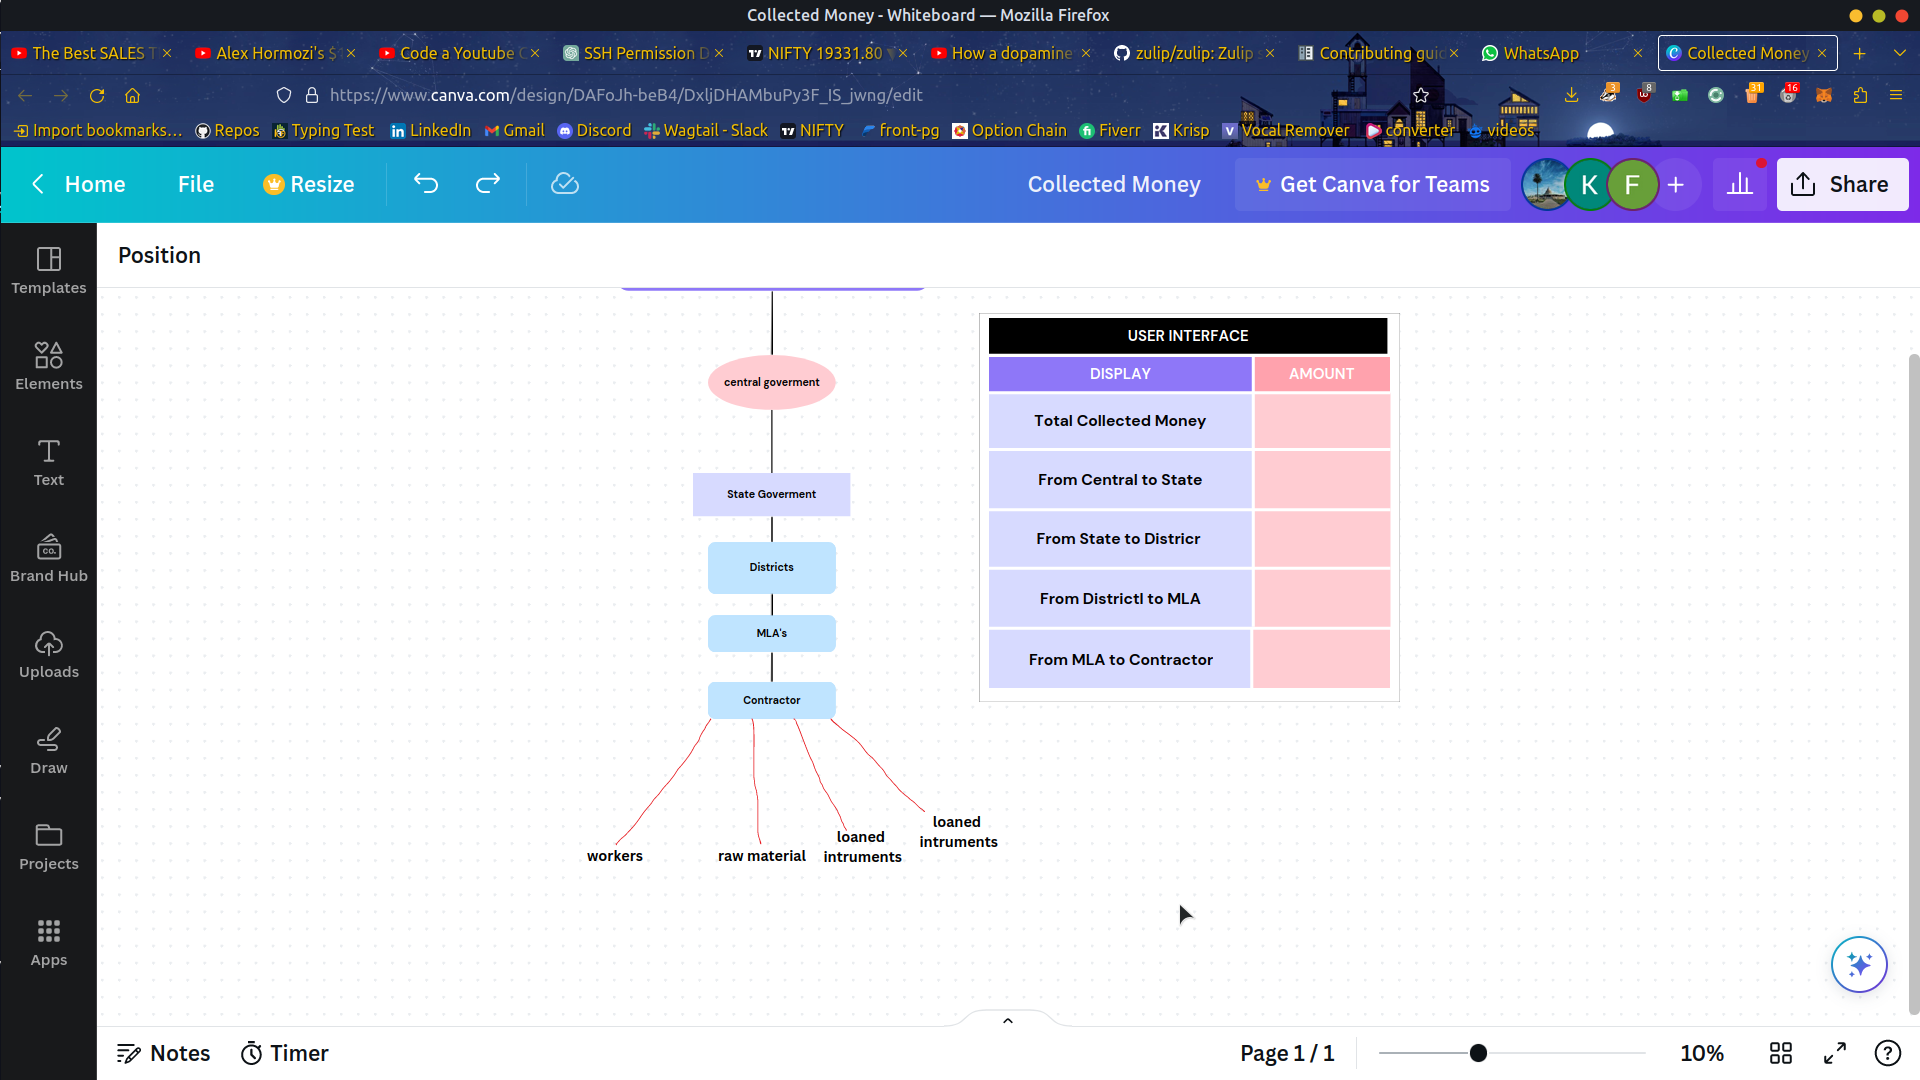 Collected Money - Whiteboard — Mozilla Firefox
The Best SALES T
Alex Hormozi's $
Code a Youtube C
SSH Permission D
NIFTY 19331.80
How a dopamine
zulip/zulip: Zulip
Contributing guid
WhatsApp
Collected Money
https://www.canva.com/design/DAFoJh-beB4/DxljDHAMbuPy3F_IS_jwng/edit
3
8
31
16
Import bookmarks...
Repos
Typing Test
LinkedIn
Gmail
Discord
Wagtail - Slack
NIFTY
front-pg
Option Chain
Fiverr
Krisp
Vocal Remover
converter
videos
Home
File
Resize
Collected Money
Get Canva for Teams
K
F
Share
Position
Templates
Elements
Text
Brand Hub
Uploads
Draw
Projects
Apps
central goverment
State Goverment
Districts
MLA's
Contractor
workers
raw material
loaned
intruments
loaned
intruments
USER INTERFACE
DISPLAY AMOUNT
Total Collected Money
From Central to State
From State to Districr
From Districtl to MLA
From MLA to Contractor
Notes
Timer
Page 1 / 1
10%